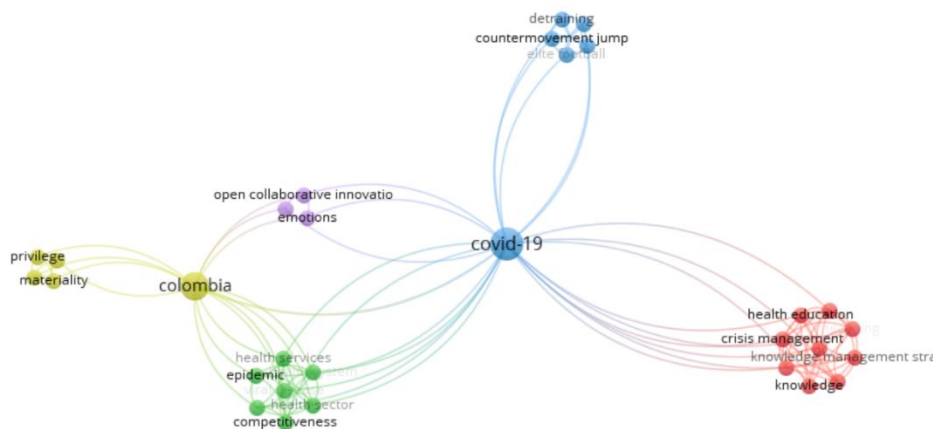 detraining
countermovement jump
elite football
open collaborative innovatio
emotions
covid-19
privilege
materiality
colombia
health education
crisis management
knowledge management stra
knowledge
health services
epidemic
health sector
competitiveness